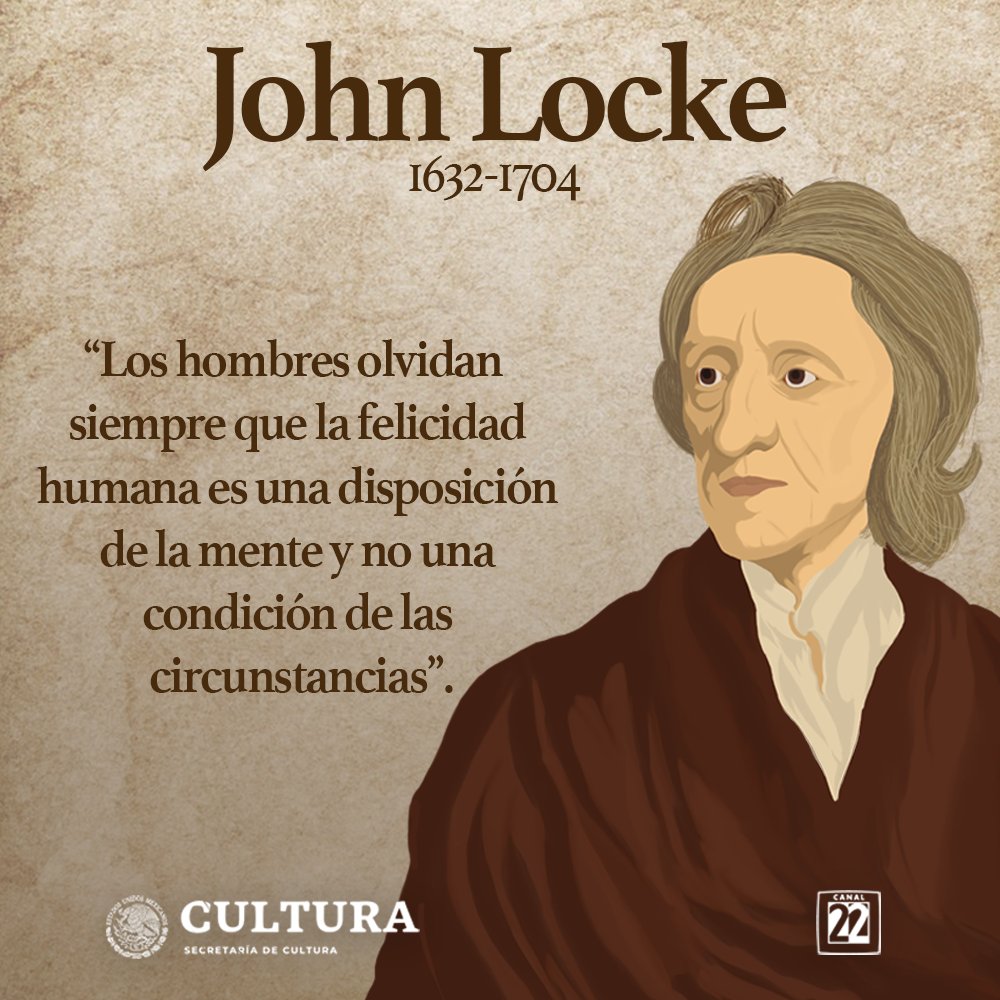 John Locke
1632-1704
“Los hombres olvidan
siempre que la felicidad
humana es una disposición
de la mente y no una
condición de las
circunstancias”.
CULTURA
SECRETARÍA DE CULTURA
CANAL
22